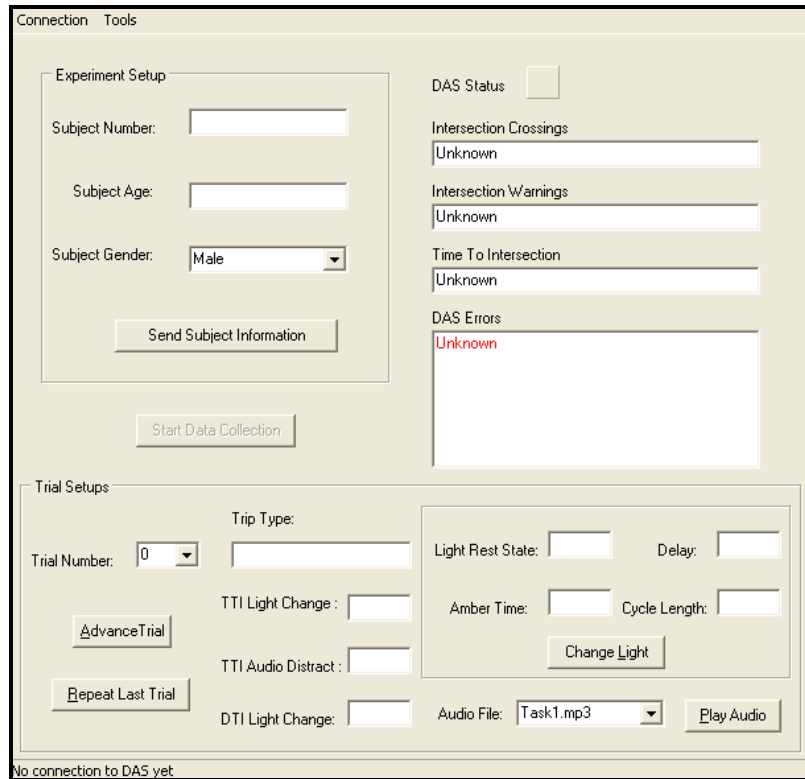 Connection Tools
Experiment Setup
Subject Number:
Subject Age:
Subject Gender: Male
Send Subject Information
Start Data Collection
DAS Status
Intersection Crossings
Unknown
Intersection Warnings
Unknown
Time To Intersection
Unknown
DAS Errors
Unknown
Trial Setups
Trial Number: 0
AdvanceTrial
Repeat Last Trial
Trip Type:
TTI Light Change :
TTI Audio Distract :
DTI Light Change:
Light Rest State: Delay:
Amber Time: Cycle Length:
Change Light
Audio File: Task1.mp3 Play Audio
No connection to DAS yet